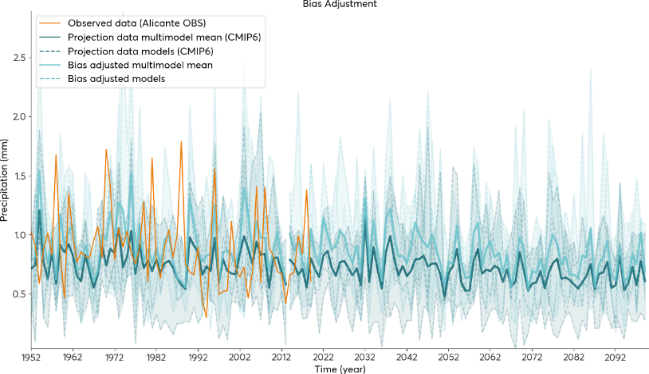 Bias Adjustment
Observed data (Alicante OBS)
Projection data multimodel mean (CMIP6)
Projection data models (CMIP6)
Bias adjusted multimodel mean
Bias adjusted models
Precipitation (mm)
2.5
2.0
1.5
1.0
0.5
1952 1962 1972 1982 1992 2002 2012 2022 2032 2042 2052 2062 2072 2082 2092
Time (year)